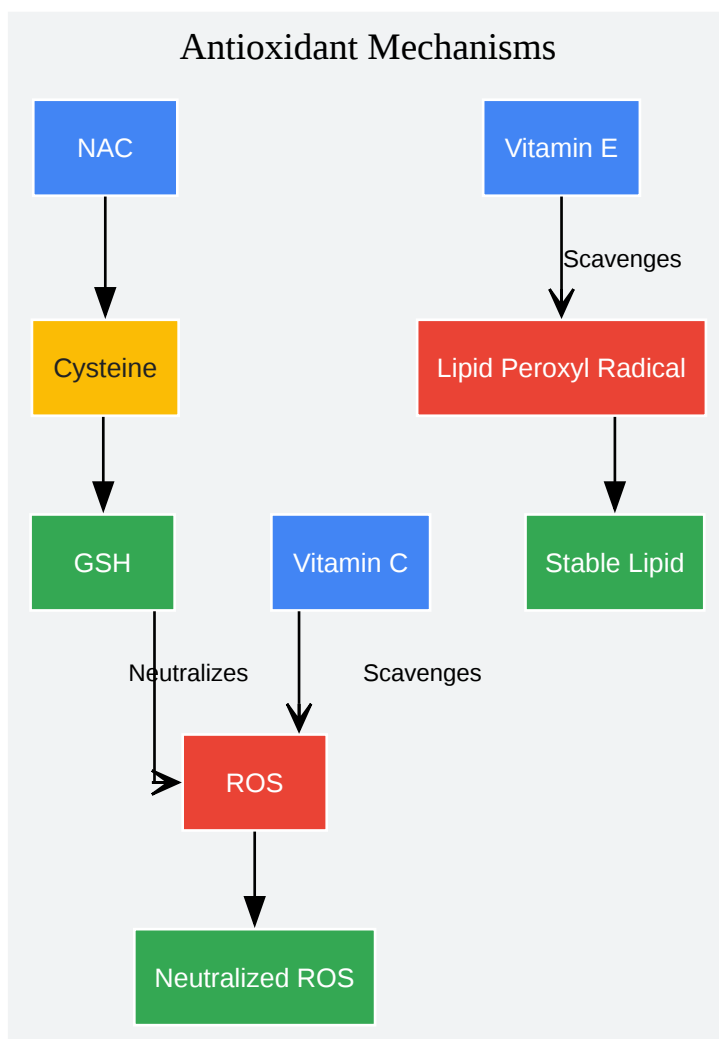 Antioxidant Mechanisms
NAC
Vitamin E
Scavenges
Cysteine
Lipid Peroxyl Radical
GSH
Vitamin C
Stable Lipid
Neutralizes
Scavenges
ROS
Neutralized ROS